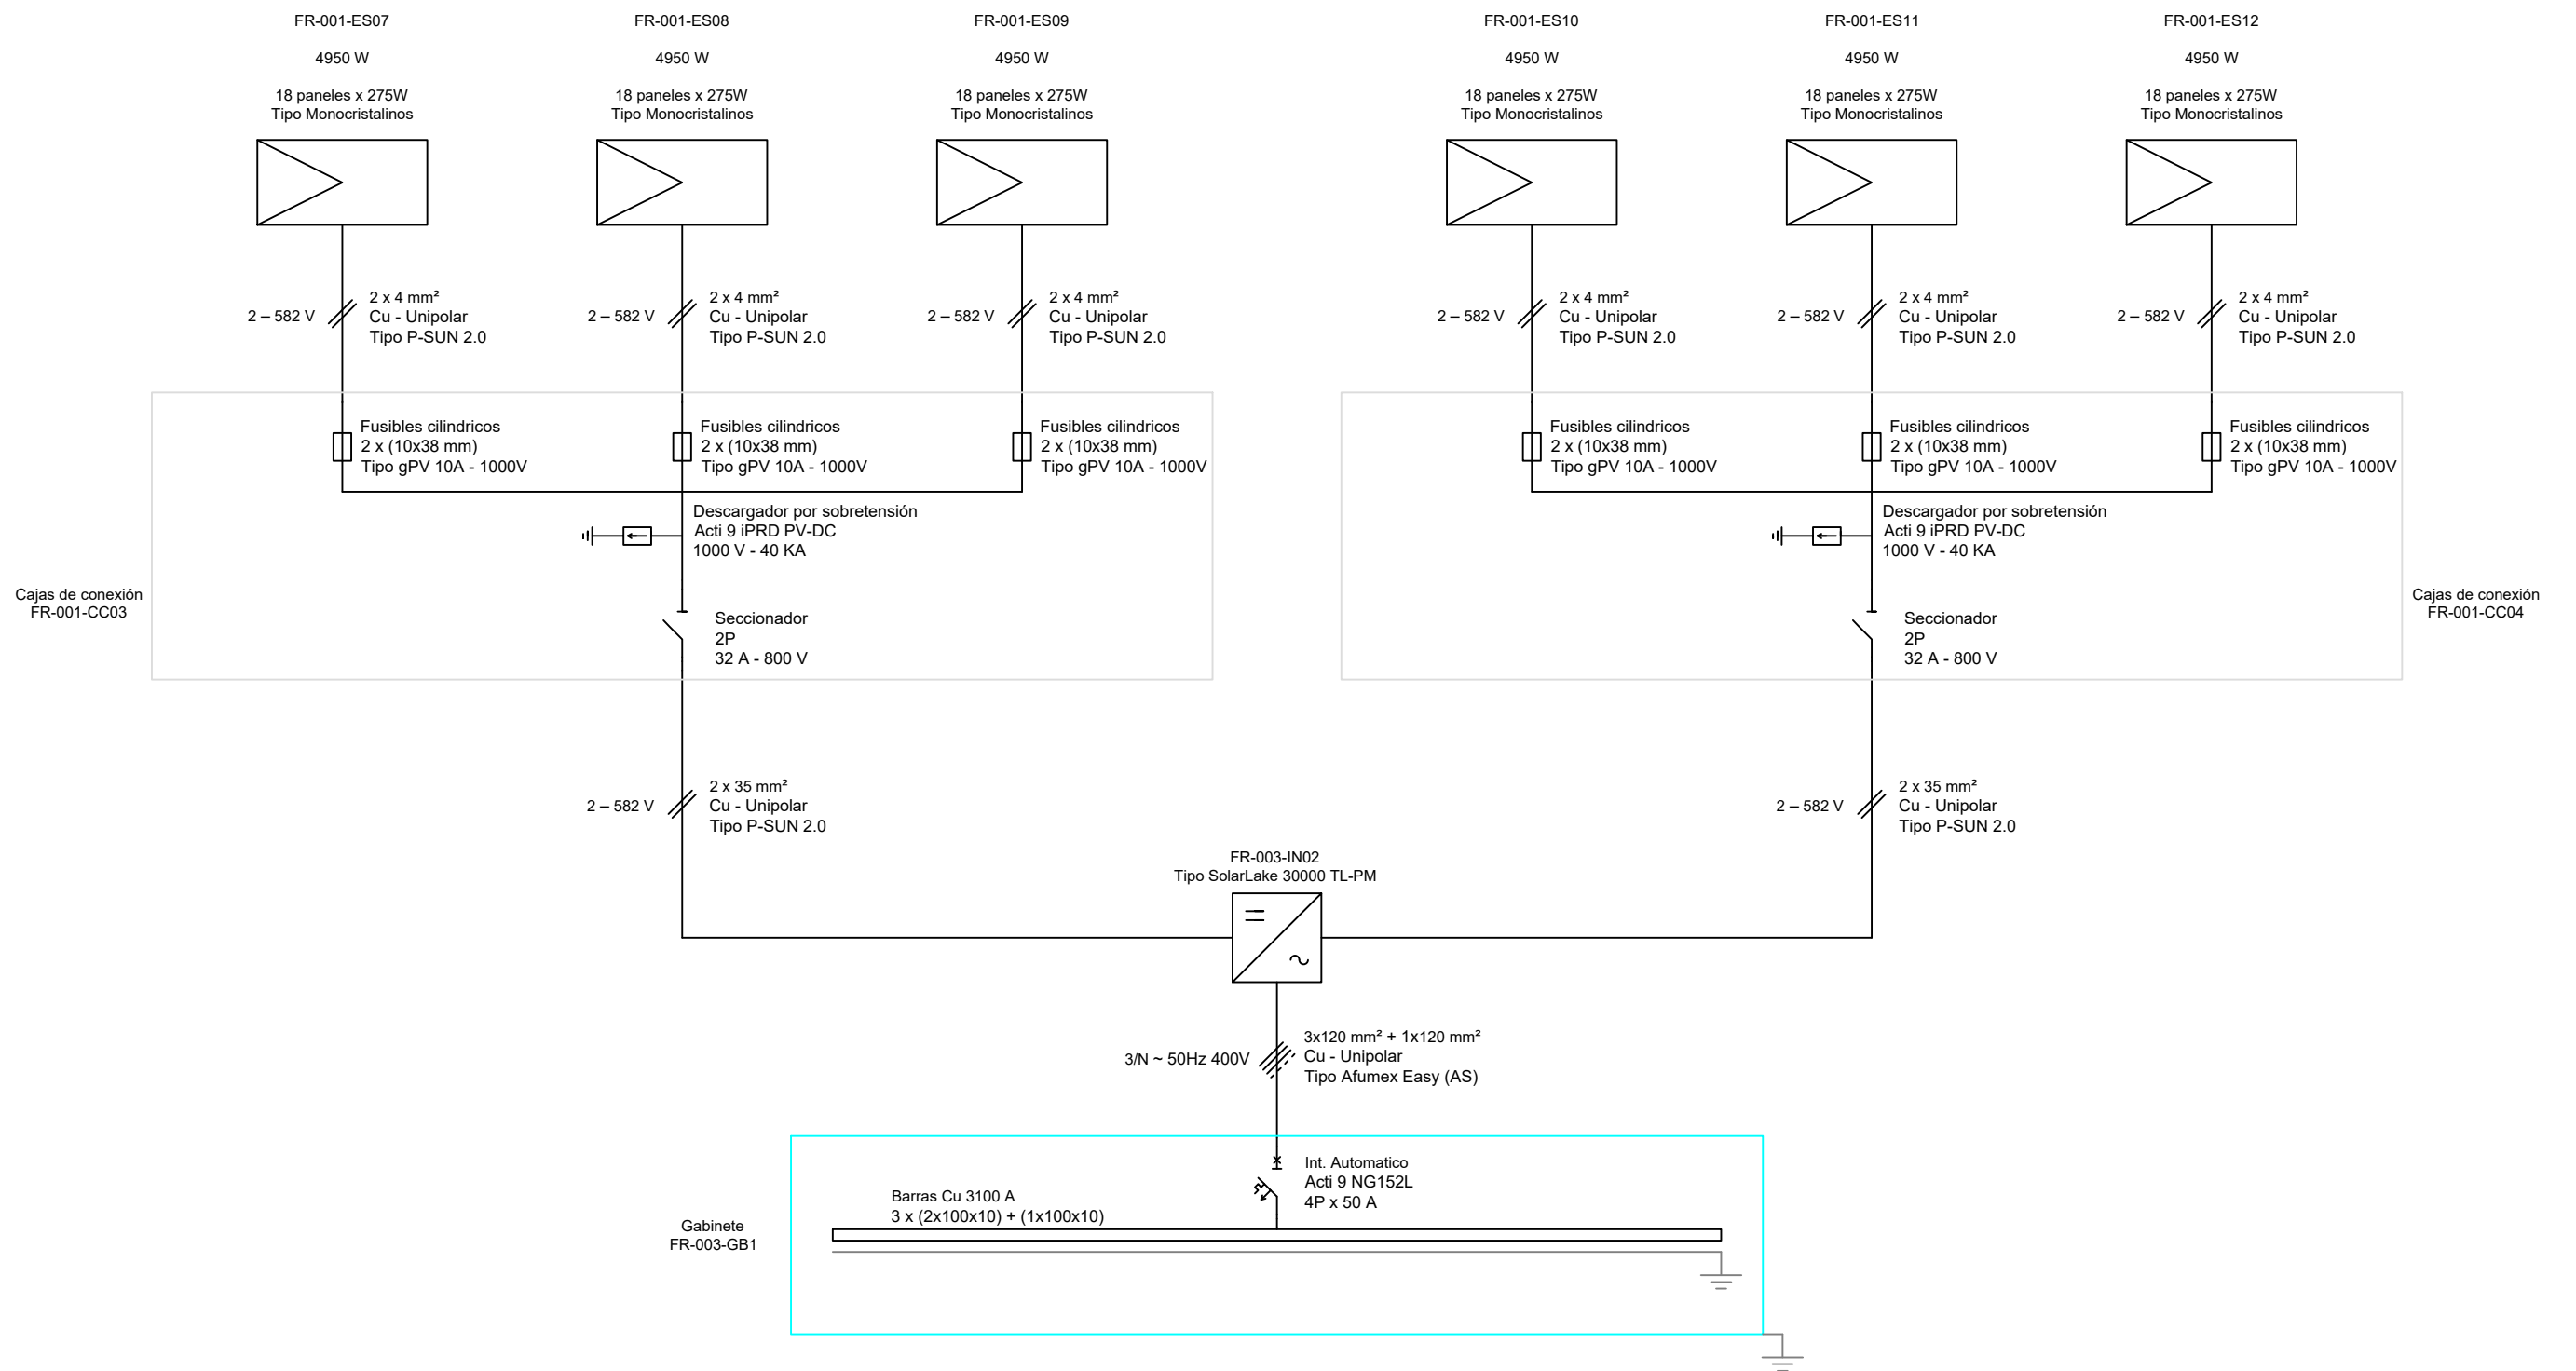 FR-001-ES07
4950 W
18 paneles x 275W
Tipo Monocristalinos
FR-001-ES08
4950 W
18 paneles x 275W
Tipo Monocristalinos
FR-001-ES09
4950 W
18 paneles x 275W
Tipo Monocristalinos
FR-001-ES10
4950 W
18 paneles x 275W
Tipo Monocristalinos
FR-001-ES11
4950 W
18 paneles x 275W
Tipo Monocristalinos
FR-001-ES12
4950 W
18 paneles x 275W
Tipo Monocristalinos
2 – 582 V
2 x 4 mm²
Cu - Unipolar
Tipo P-SUN 2.0
2 – 582 V
2 x 4 mm²
Cu - Unipolar
Tipo P-SUN 2.0
2 – 582 V
2 x 4 mm²
Cu - Unipolar
Tipo P-SUN 2.0
2 – 582 V
2 x 4 mm²
Cu - Unipolar
Tipo P-SUN 2.0
2 – 582 V
2 x 4 mm²
Cu - Unipolar
Tipo P-SUN 2.0
2 – 582 V
2 x 4 mm²
Cu - Unipolar
Tipo P-SUN 2.0
Fusibles cilindricos
2 x (10x38 mm)
Tipo gPV 10A - 1000V
Fusibles cilindricos
2 x (10x38 mm)
Tipo gPV 10A - 1000V
Fusibles cilindricos
2 x (10x38 mm)
Tipo gPV 10A - 1000V
Fusibles cilindricos
2 x (10x38 mm)
Tipo gPV 10A - 1000V
Fusibles cilindricos
2 x (10x38 mm)
Tipo gPV 10A - 1000V
Fusibles cilindricos
2 x (10x38 mm)
Tipo gPV 10A - 1000V
Descargador por sobretensión
Acti 9 iPRD PV-DC
1000 V - 40 KA
Descargador por sobretensión
Acti 9 iPRD PV-DC
1000 V - 40 KA
Cajas de conexión
FR-001-CC03
Seccionador
2P
32 A - 800 V
Seccionador
2P
32 A - 800 V
Cajas de conexión
FR-001-CC04
2 – 582 V
2 x 35 mm²
Cu - Unipolar
Tipo P-SUN 2.0
2 – 582 V
2 x 35 mm²
Cu - Unipolar
Tipo P-SUN 2.0
FR-003-IN02
Tipo SolarLake 30000 TL-PM
3/N ~ 50Hz 400V
3x120 mm² + 1x120 mm²
Cu - Unipolar
Tipo Afumex Easy (AS)
Int. Automatico
Acti 9 NG152L
4P x 50 A
Barras Cu 3100 A
3 x (2x100x10) + (1x100x10)
Gabinete
FR-003-GB1